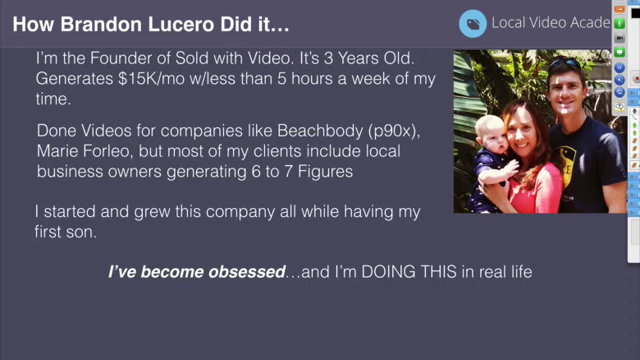 How Brandon Lucero Did it…
Local Video Acade
I'm the Founder of Sold with Video. It's 3 Years Old.
Generates $15K/mo w/less than 5 hours a week of my
time.
Done Videos for companies like Beachbody (p90x),
Marie Forleo, but most of my clients include local
business owners generating 6 to 7 Figures
I started and grew this company all while having my
first son.
I've become obsessed…and I'm DOING THIS in real life